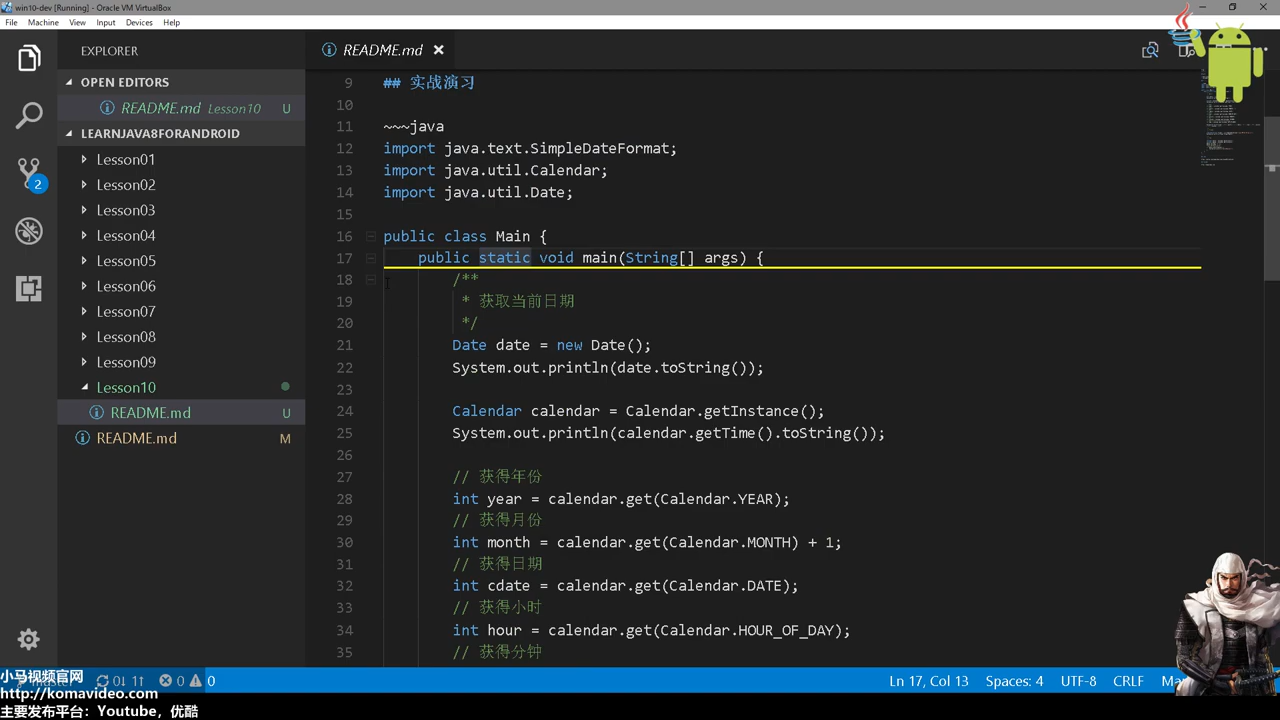 win10-dev [Running] - Oracle VM VirtualBox
File Machine View Input Devices Help
EXPLORER
OPEN EDITORS
README.md Lesson10 U
LEARNJAVA8FORANDROID
Lesson01
Lesson02
Lesson03
Lesson04
Lesson05
Lesson06
Lesson07
Lesson08
Lesson09
Lesson10
README.md U
README.md M
2
README.md
9 ## 实战演习
10
11 ~~~java
12 import java.text.SimpleDateFormat;
13 import java.util.Calendar;
14 import java.util.Date;
15
16 public class Main {
17 public static void main(String[] args) {
18 /**
19 * 获取当前日期
20 */
21 Date date = new Date();
22 System.out.println(date.toString());
23
24 Calendar calendar = Calendar.getInstance();
25 System.out.println(calendar.getTime().toString());
26
27 // 获得年份
28 int year = calendar.get(Calendar.YEAR);
29 // 获得月份
30 int month = calendar.get(Calendar.MONTH) + 1;
31 // 获得日期
32 int cdate = calendar.get(Calendar.DATE);
33 // 获得小时
34 int hour = calendar.get(Calendar.HOUR_OF_DAY);
35 // 获得分钟
小马视频官网
http://komavideo.com
主要发布平台：Youtube，优酷
0↓ 1↑ 0 0
Ln 17, Col 13 Spaces: 4 UTF-8 CRLF